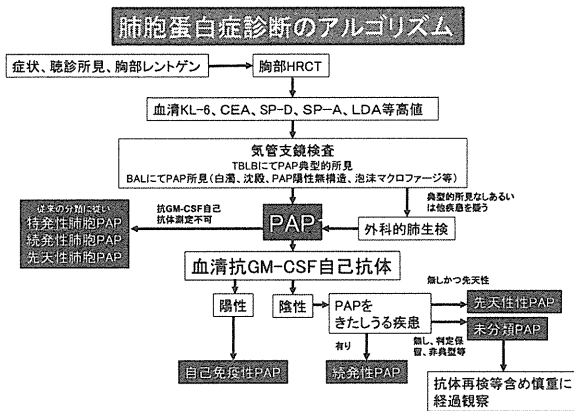 肺胞蛋白症診断のアルゴリズム
症状、聴診所見、胸部レントゲン
胸部HRCT
血清KL-6、CEA、SP-D、SP-A、LDA等高値
気管支鏡検査
TBLBにてPAP典型的所見
BALにてPAP所見(白濁、沈殿、PAP陽性無構造、泡沫マクロファージ等)
従来の分類に従い
特発性肺胞PAP
続発性肺胞PAP
先天性肺胞PAP
抗GM-CSF自己
抗体測定不可
PAP
典型的所見なしあるい
は他疾患を疑う
外科的肺生検
血清抗GM-CSF自己抗体
陽性
陰性
PAPを
きたしうる疾患
無しかつ先天性
先天性性PAP
未分類PAP
無し、判定保
留、非典型等
有り
自己免疫性PAP
続発性PAP
抗体再検等含め慎重に
経過観察